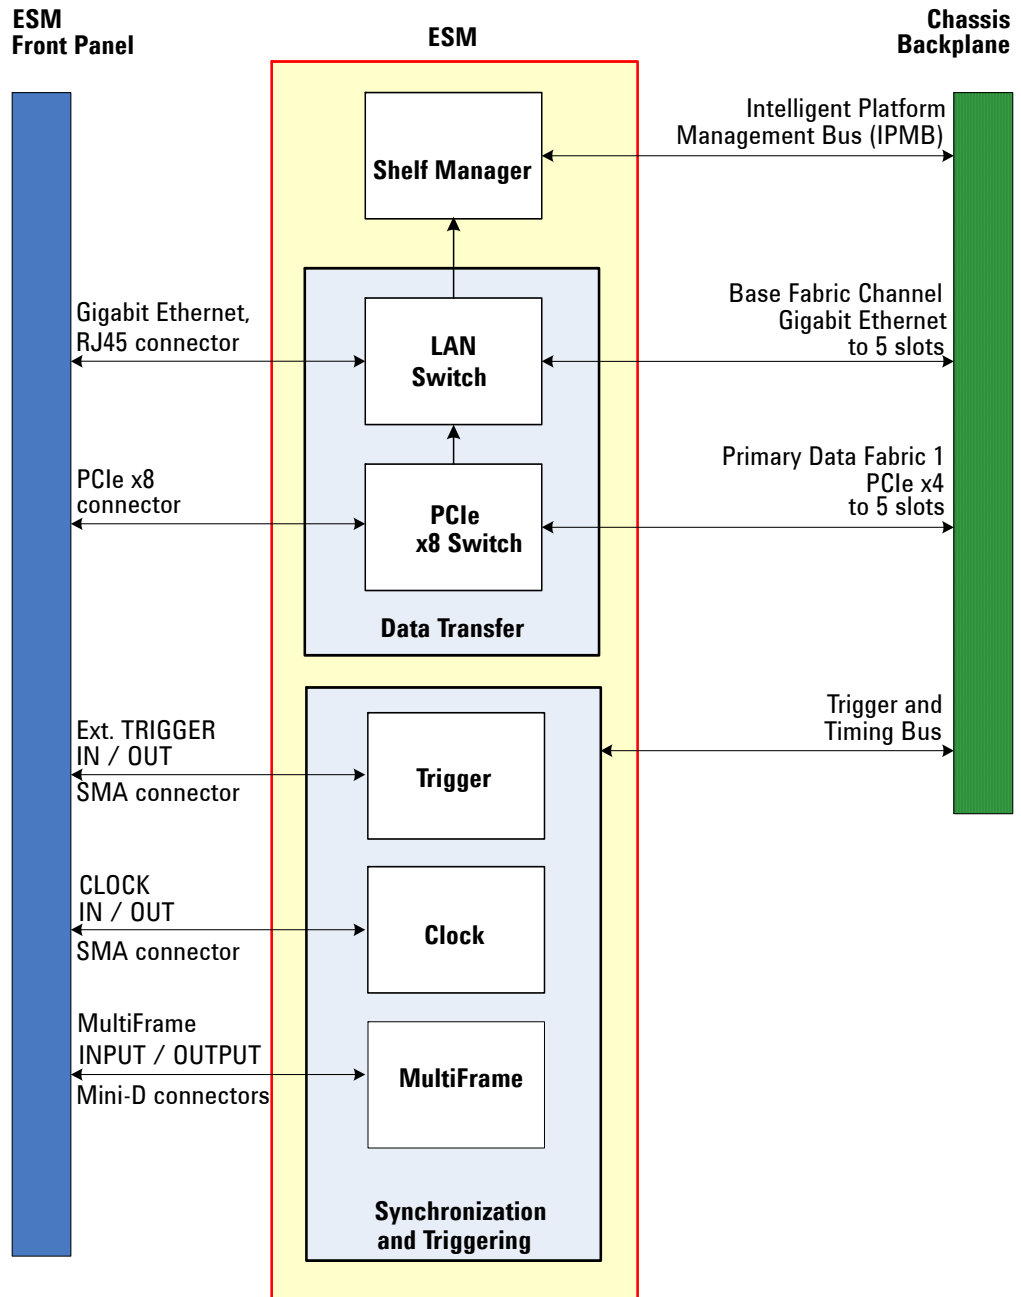 ESM
Front Panel
ESM
Chassis
Backplane
Intelligent Platform
Management Bus (IPMB)
Shelf Manager
Gigabit Ethernet,
RJ45 connector
LAN
Switch
Base Fabric Channel
Gigabit Ethernet
to 5 slots
PCIe x8
connector
PCIe
x8 Switch
Primary Data Fabric 1
PCIe x4
to 5 slots
Data Transfer
Ext. TRIGGER
IN / OUT
SMA connector
Trigger
Trigger and
Timing Bus
CLOCK
IN / OUT
SMA connector
Clock
MultiFrame
INPUT / OUTPUT
Mini-D connectors
MultiFrame
Synchronization
and Triggering